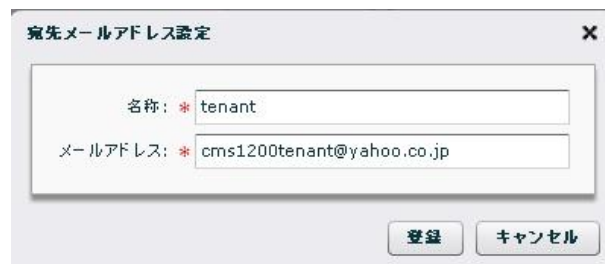 宛先メールアドレス設定
名称: * tenant
メールアドレス: * cms1200tenant@yahoo.co.jp
登録 キャンセル